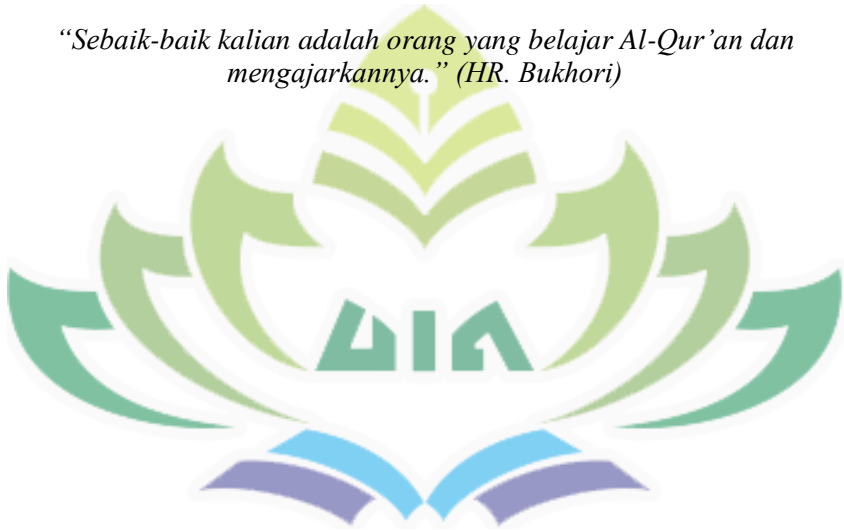 “Sebaik-baik kalian adalah orang yang belajar Al-Qur’an dan
mengajarkannya.” (HR. Bukhori)
UIN